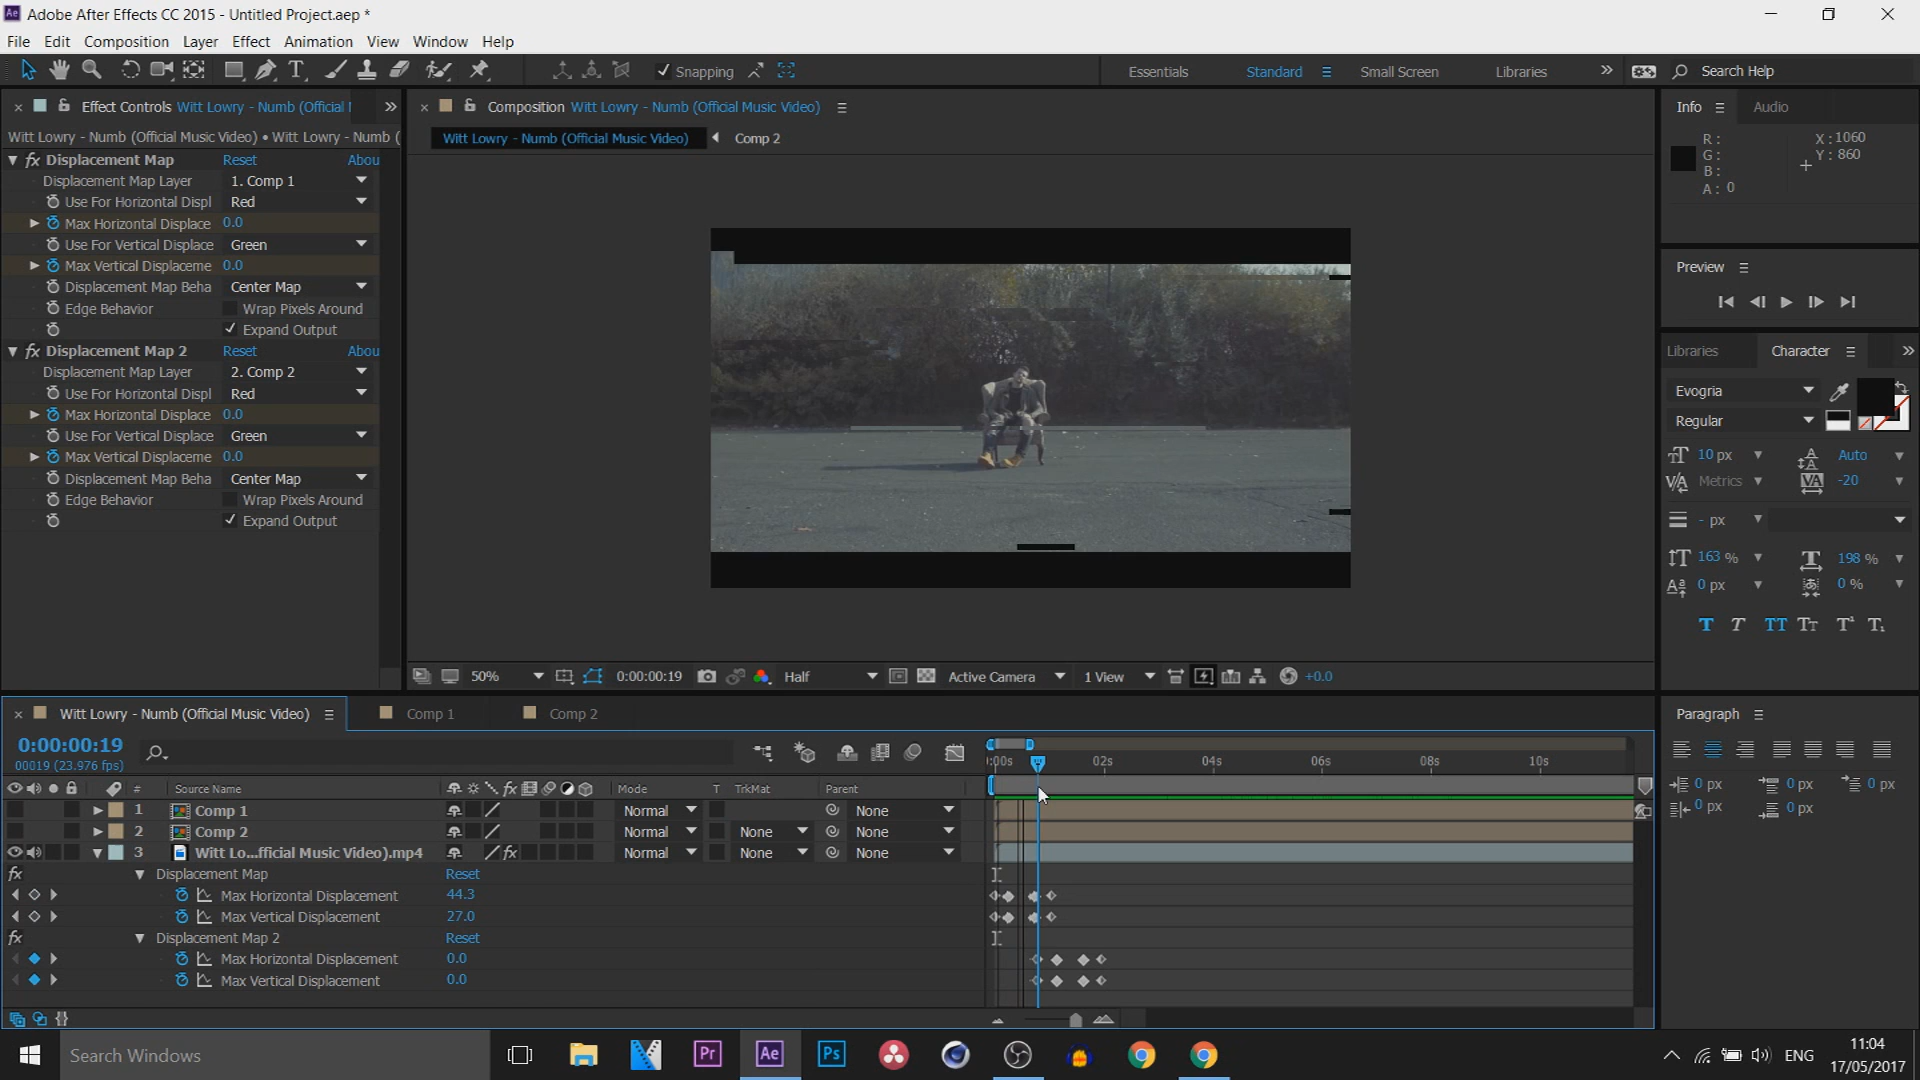 Adobe After Effects CC 2015 - Untitled Project.aep *
File Edit Composition Layer Effect Animation View Window Help
Snapping Essentials Standard Small Screen Libraries Search Help
Effect Controls Witt Lowry - Numb (Official
Witt Lowry - Numb (Official Music Video) • Witt Lowry - Numb (
fx Displacement Map Reset Abou
Displacement Map Layer 1. Comp 1
Use For Horizontal Displ Red
Max Horizontal Displace 0.0
Use For Vertical Displace Green
Max Vertical Displaceme 0.0
Displacement Map Beha Center Map
Edge Behavior Wrap Pixels Around
Expand Output
fx Displacement Map 2 Reset Abou
Displacement Map Layer 2. Comp 2
Use For Horizontal Displ Red
Max Horizontal Displace 0.0
Use For Vertical Displace Green
Max Vertical Displaceme 0.0
Displacement Map Beha Center Map
Edge Behavior Wrap Pixels Around
Expand Output
Composition Witt Lowry - Numb (Official Music Video)
Witt Lowry - Numb (Official Music Video) Comp 2
50% 0:00:00:19 Half Active Camera 1 View +0.0
Info Audio
R: X: 1060
G: Y: 860
B:
A: 0
Preview
Libraries Character
Evogria
Regular
10 px Auto
Metrics -20
- px
163 % 198 %
0 px 0 %
T T TT Tt T¹ T₁
Paragraph
0 px 0 px 0 px
0 px 0 px
Witt Lowry - Numb (Official Music Video) Comp 1 Comp 2
0:00:00:19
00019 (23.976 fps)
:00s 02s 04s 06s 08s 10s
# Source Name fx Mode T TrkMat Parent
1 Comp 1 Normal None
2 Comp 2 Normal None None
3 Witt Lo...fficial Music Video).mp4 fx Normal None None
fx Displacement Map Reset
Max Horizontal Displacement 44.3
Max Vertical Displacement 27.0
fx Displacement Map 2 Reset
Max Horizontal Displacement 0.0
Max Vertical Displacement 0.0
Search Windows Pr Ae Ps ENG 11:04
17/05/2017